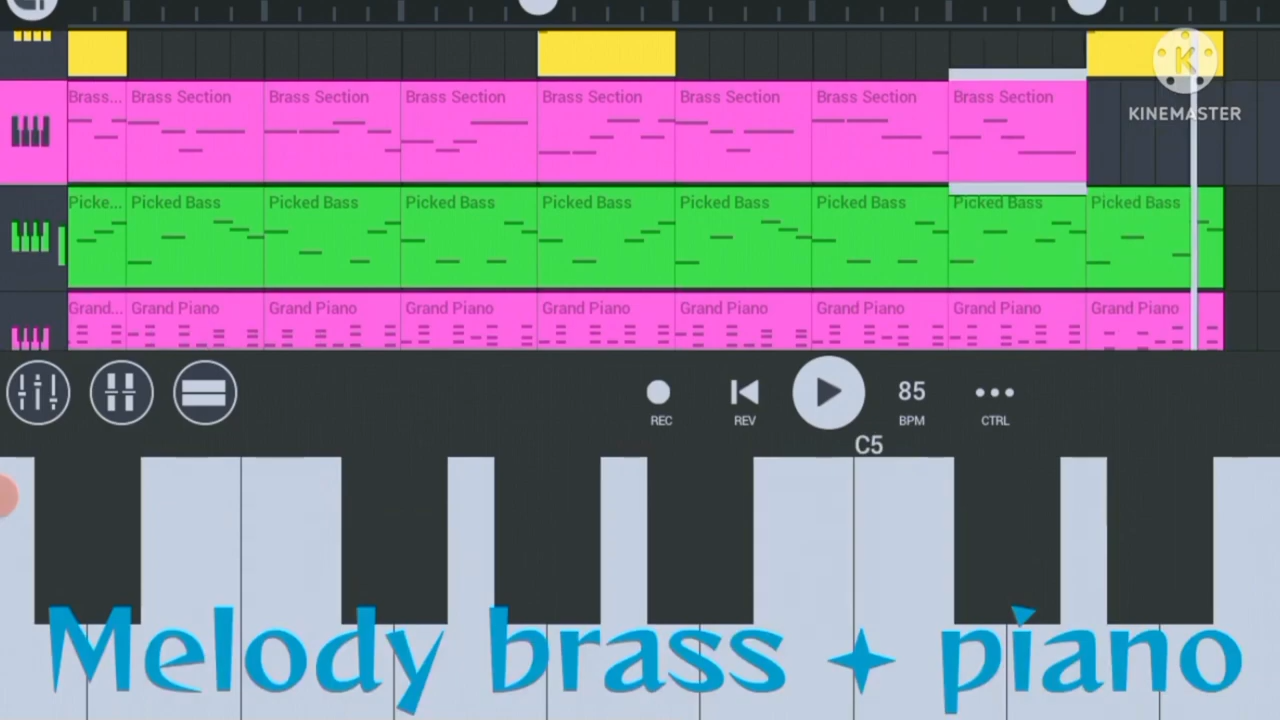 K
KINEMASTER
Brass... Brass Section Brass Section Brass Section Brass Section Brass Section Brass Section Brass Section
Picke... Picked Bass Picked Bass Picked Bass Picked Bass Picked Bass Picked Bass Picked Bass Picked Bass
Grand... Grand Piano Grand Piano Grand Piano Grand Piano Grand Piano Grand Piano Grand Piano Grand Piano
85
REC REV BPM CTRL
C5
Melody brass + piano